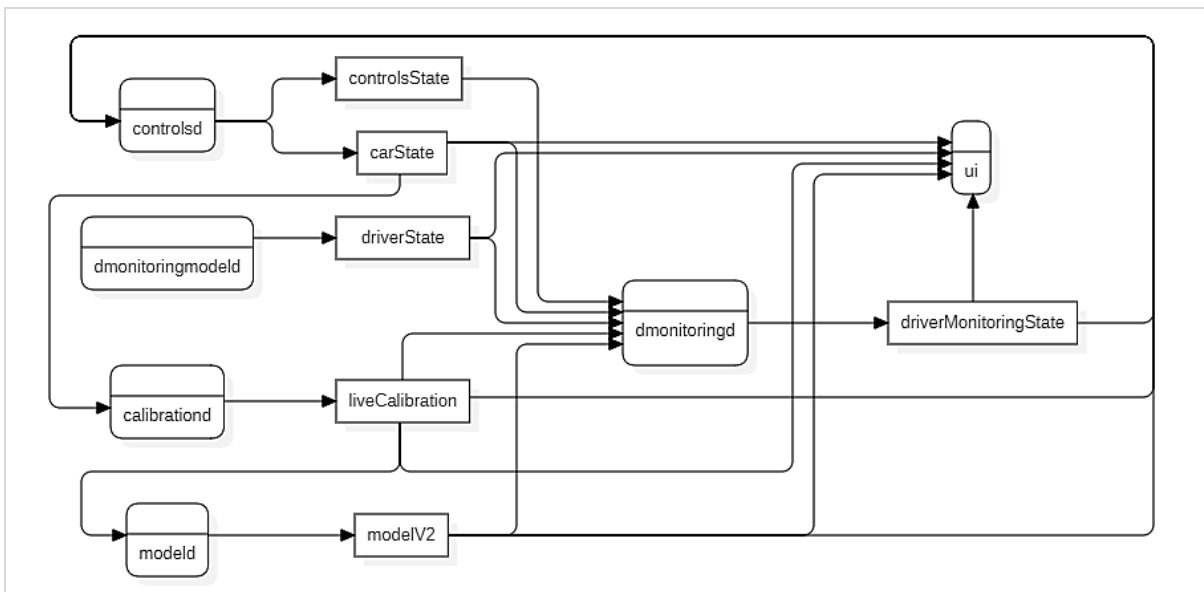 controlsState
controlsd
carState
ui
driverState
dmonitoringmodeld
dmonitoringd
driverMonitoringState
liveCalibration
calibrationd
modelV2
modeld